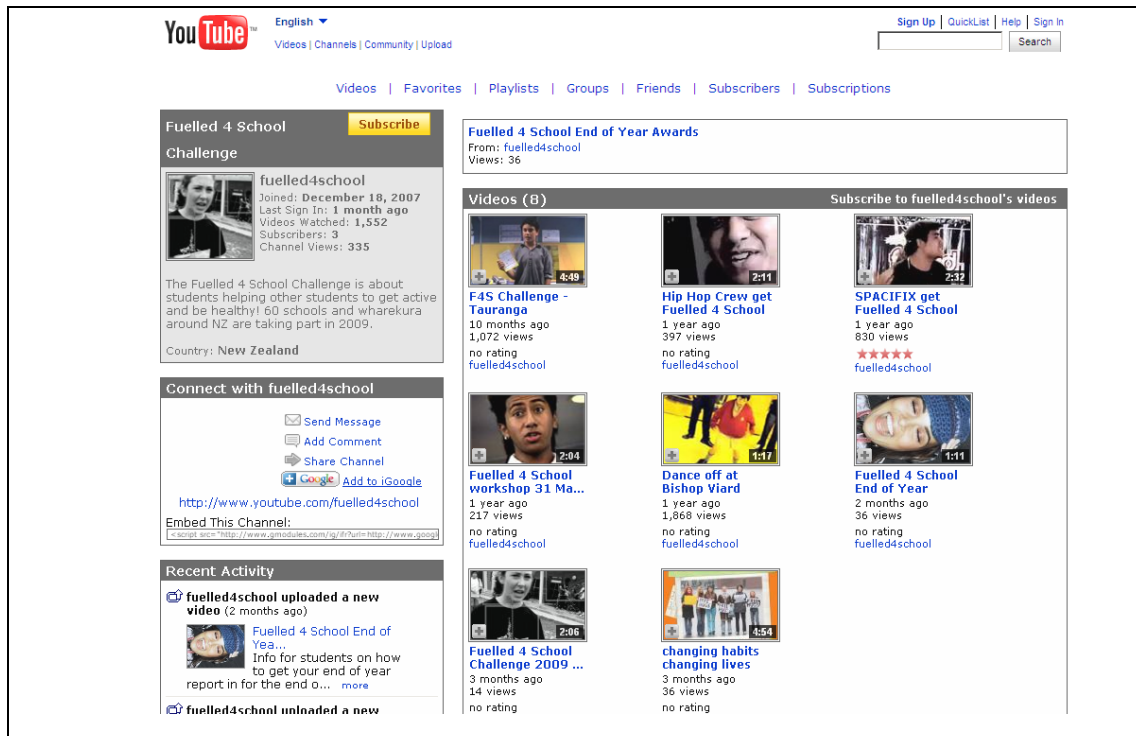 You Tube TM
English
Videos | Channels | Community | Upload
Sign Up | QuickList | Help | Sign In
Search
Videos | Favorites | Playlists | Groups | Friends | Subscribers | Subscriptions
Fuelled 4 School
Challenge
Subscribe
fuelled4school
Joined: December 18, 2007
Last Sign In: 1 month ago
Videos Watched: 1,552
Subscribers: 3
Channel Views: 335
The Fuelled 4 School Challenge is about
students helping other students to get active
and be healthy! 60 schools and wharekura
around NZ are taking part in 2009.
Country: New Zealand
Connect with fuelled4school
Send Message
Add Comment
Share Channel
Google Add to iGoogle
http://www.youtube.com/fuelled4school
Embed This Channel:
<script src="http://www.gmodules.com/ig/ifr?url=http://www.googl
Recent Activity
fuelled4school uploaded a new
video (2 months ago)
Fuelled 4 School End of
Yea...
Info for students on how
to get your end of year
report in for the end o... more
fuelled4school uploaded a new
Fuelled 4 School End of Year Awards
From: fuelled4school
Views: 36
Videos (8)
Subscribe to fuelled4school's videos
4:49
F4S Challenge -
Tauranga
10 months ago
1,072 views
no rating
fuelled4school
2:11
Hip Hop Crew get
Fuelled 4 School
1 year ago
397 views
no rating
fuelled4school
2:32
SPACIFIX get
Fuelled 4 School
1 year ago
830 views
fuelled4school
2:04
Fuelled 4 School
workshop 31 Ma...
1 year ago
217 views
no rating
fuelled4school
1:17
Dance off at
Bishop Viard
1 year ago
1,868 views
no rating
fuelled4school
1:11
Fuelled 4 School
End of Year
2 months ago
36 views
no rating
fuelled4school
2:06
Fuelled 4 School
Challenge 2009 ...
3 months ago
14 views
no rating
4:54
changing habits
changing lives
3 months ago
36 views
no rating